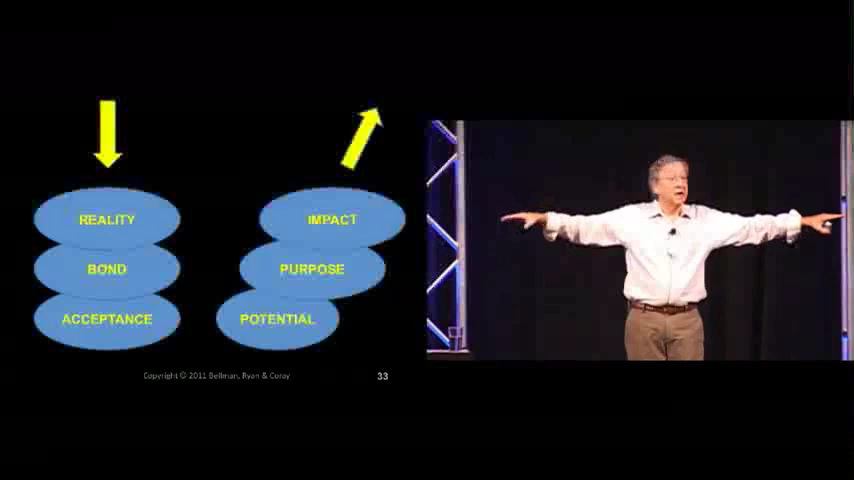 REALITY
BOND
ACCEPTANCE
IMPACT
PURPOSE
POTENTIAL
Copyright © 2011 Bellman, Ryan & Coray
33